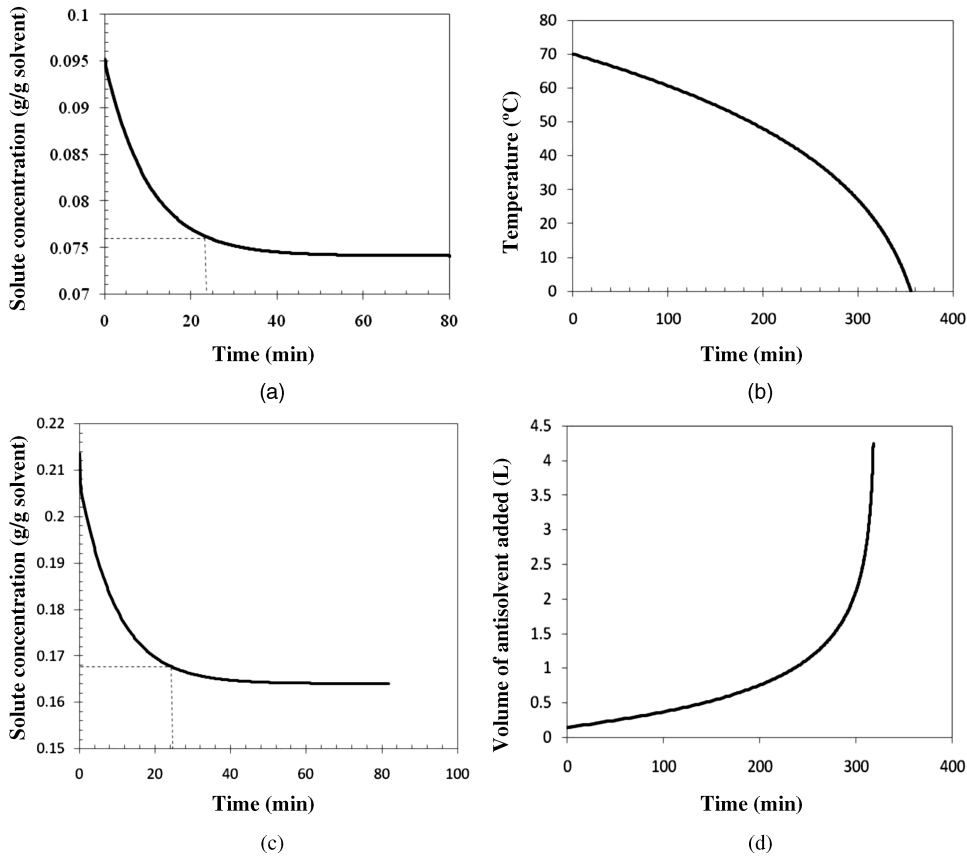 Solute concentration (g/g solvent)
0.1
0.095
0.09
0.085
0.08
0.075
0.07
0 20 40 60 80
Time (min)
(a)
Temperature (ºC)
80
70
60
50
40
30
20
10
0
0 100 200 300 400
Time (min)
(b)
Solute concentration (g/g solvent)
0.22
0.21
0.2
0.19
0.18
0.17
0.16
0.15
0 20 40 60 80 100
Time (min)
(c)
Volume of antisolvent added (L)
4.5
4
3.5
3
2.5
2
1.5
1
0.5
0
0 100 200 300 400
Time (min)
(d)